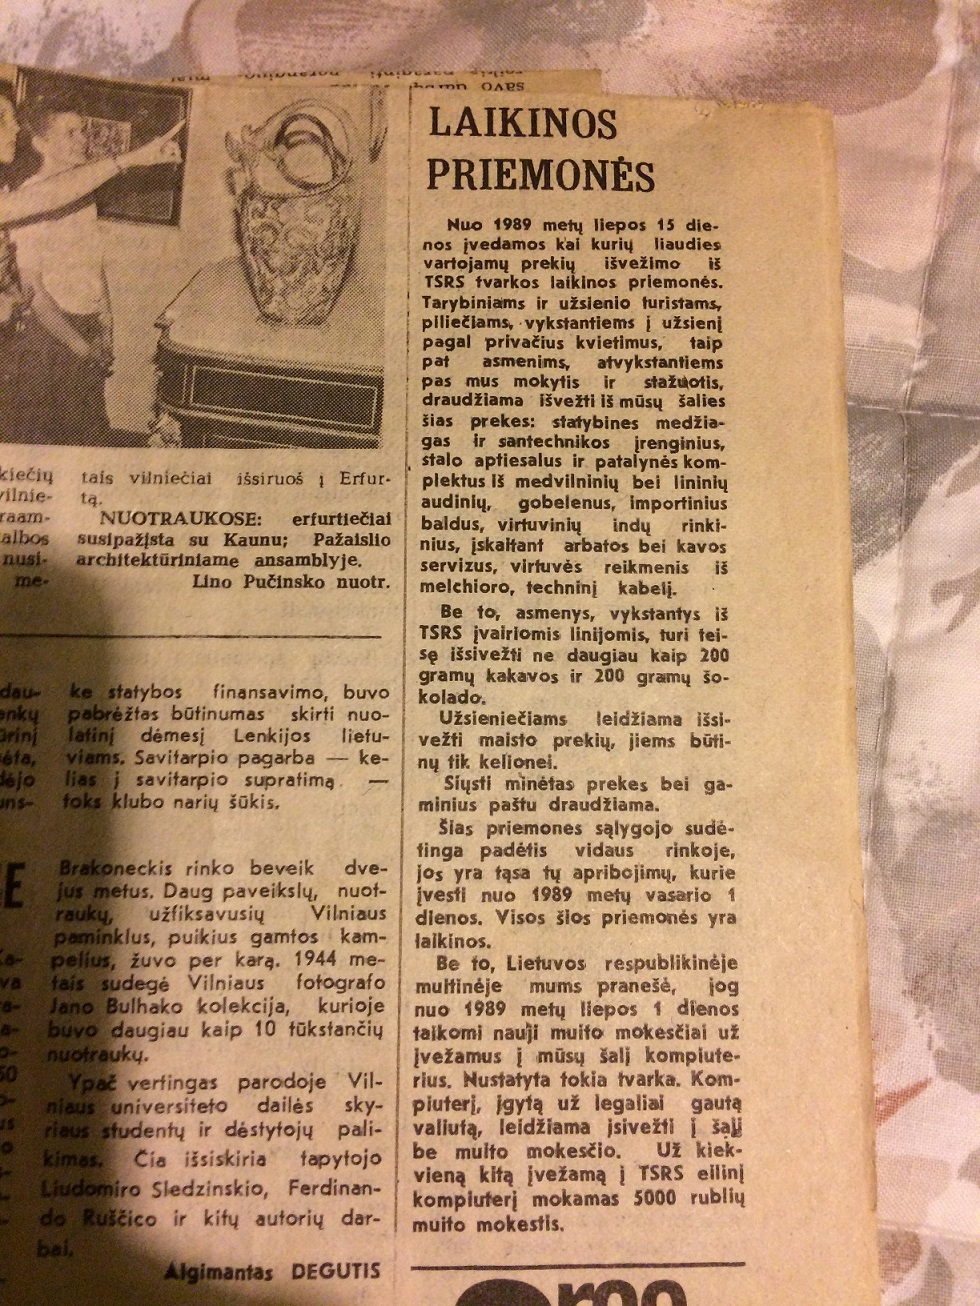 LAIKINOS
PRIEMONĖS
Nuo 1989 metų liepos 15 die-
nos įvedamos kai kurių liaudies
vartojamų prekių išvežimo iš
TSRS tvarkos laikinos priemonės.
Tarybiniams ir užsienio turistams,
piliečiams, vykstantiems į užsienį
pagal privačius kvietimus, taip
pat asmenims, atvykstantiems
pas mus mokytis ir stažuotis,
draudžiama išvežti iš mūsų šalies
šias prekes: statybines medžia-
gas ir santechnikos įrenginius,
stalo aptiesalus ir patalynės kom-
plektus iš medvilninių bei lininių
audinių, gobelenus, importinius
baldus, virtuvinių indų rinki-
nius, įskaitant arbatos bei kavos
servizus, virtuvės reikmenis iš
melchioro, techninį kabelį.
Be to, asmenys, vykstantys iš
TSRS įvairiomis linijomis, turi tei-
sę išsivežti ne daugiau kaip 200
gramų kakavos ir 200 gramų šo-
kolado.
Užsieniečiams leidžiama išsi-
vežti maisto prekių, jiems būti-
nų tik kelionei.
Siųsti minėtas prekes bei ga-
minius paštu draudžiama.
Šias priemones sąlygojo sudė-
tinga padėtis vidaus rinkoje,
jos yra tąsa tų apribojimų, kurie
įvesti nuo 1989 metų vasario 1
dienos. Visos šios priemonės yra
laikinos.
Be to, Lietuvos respublikinėje
muitinėje mums pranešė, jog
nuo 1989 metų liepos 1 dienos
taikomi nauji muito mokesčiai už
įvežamus į mūsų šalį kompiute-
rius. Nustatyta tokia tvarka. Kom-
piuterį, įgytą už legaliai gautą
valiutą, leidžiama įsivežti į šalį
be muito mokesčio. Už kiek-
vieną kitą įvežamą į TSRS eilinį
kompiuterį mokamas 5000 rublių
muito mokestis.
kiečių
vilnie-
raam-
albos
nusi-
me-
tais vilniečiai išsiruoš į Erfur-
tą.
NUOTRAUKOSE: erfurtiečiai
susipažįsta su Kaunu; Pažaislio
architektūriniame ansamblyje.
Lino Pučinsko nuotr.
ke statybos finansavimo, buvo
pabrėžtas būtinumas skirti nuo-
latinį dėmesį Lenkijos lietu-
viams. Savitarpio pagarba — ke-
lias į savitarpio supratimą —
toks klubo narių šūkis.
Brakoneckis rinko beveik dve-
jus metus. Daug paveikslų, nuot-
raukų, užfiksavusių Vilniaus
paminklus, puikius gamtos kam-
pelius, žuvo per karą. 1944 me-
tais sudegė Vilniaus fotografo
Jano Bulhako kolekcija, kurioje
buvo daugiau kaip 10 tūkstančių
nuotraukų.
Ypač vertingas parodoje Vil-
niaus universiteto dailės sky-
riaus studentų ir dėstytojų pali-
kimas. Čia išsiskiria tapytojo
Liudomiro Sledzinskio, Ferdinan-
do Ruščico ir kitų autorių dar-
bai.
Algimantas DEGUTIS